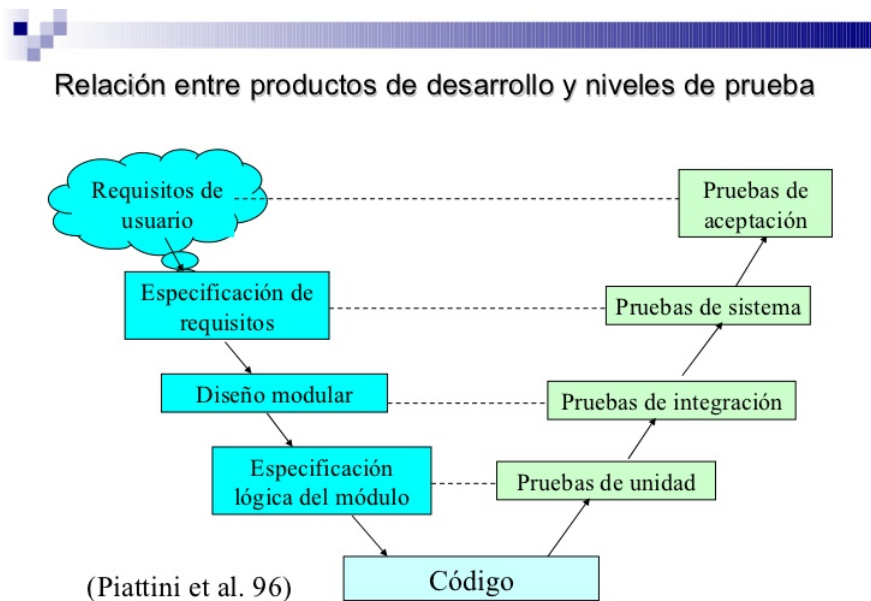 Relación entre productos de desarrollo y niveles de prueba
Requisitos de
usuario
Pruebas de
aceptación
Especificación de
requisitos
Pruebas de sistema
Diseño modular
Pruebas de integración
Especificación
lógica del módulo
Pruebas de unidad
Código
(Piattini et al. 96)